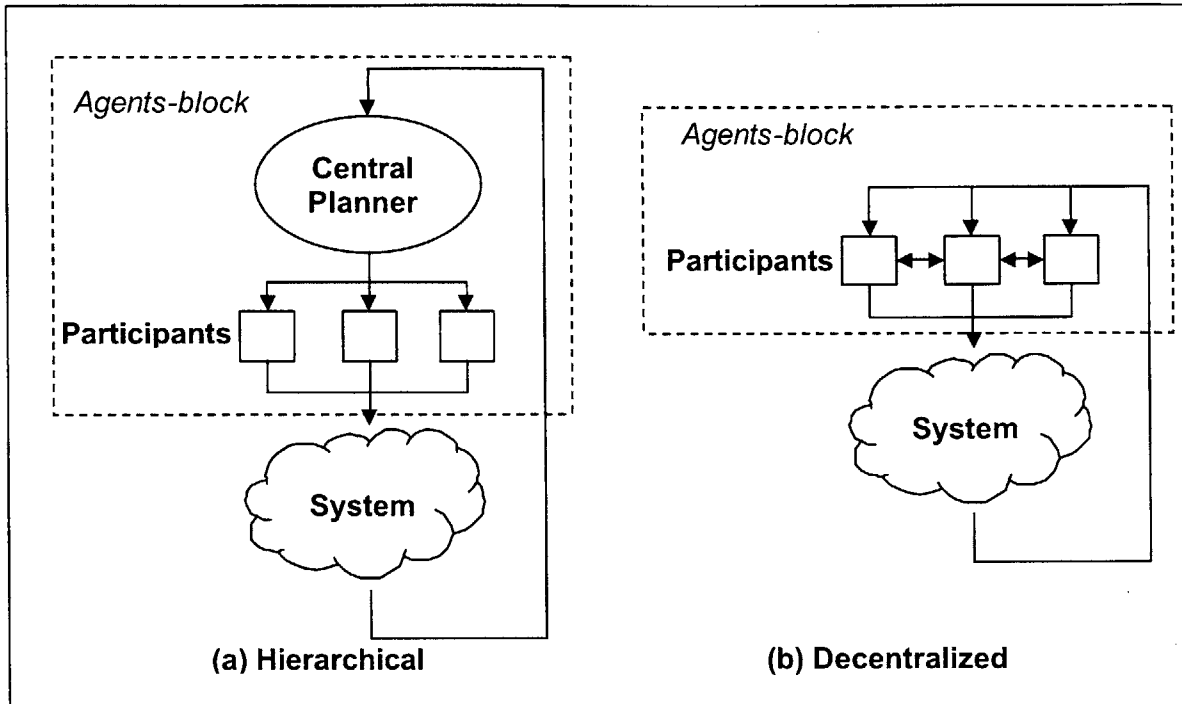 Agents-block
Central
Planner
Participants
System
(a) Hierarchical
Agents-block
Participants
System
(b) Decentralized